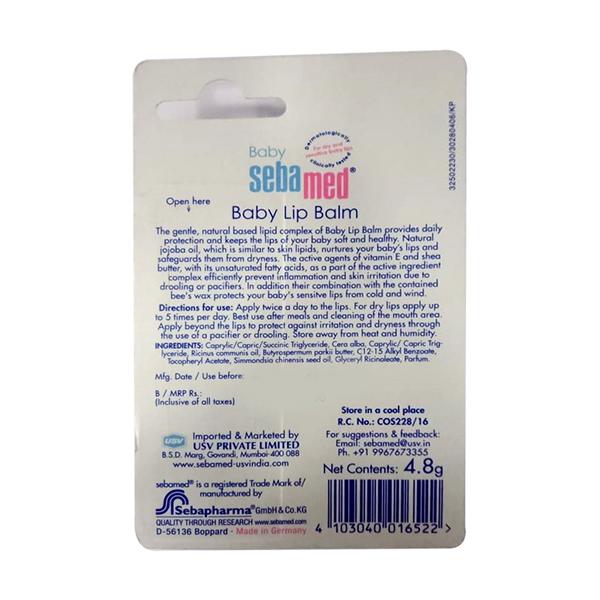 Baby
sebamed®
Dermatologically
For dry and
sensitive baby lips
clinically tested
32502230/30280406/KP
Open here
Baby Lip Balm
The gentle, natural based lipid complex of Baby Lip Balm provides daily
protection and keeps the lips of your baby soft and healthy. Natural
jojoba oil, which is similar to skin lipids, nurtures your baby's lips and
safeguards them from dryness. The active agents of vitamin E and shea
butter, with its unsaturated fatty acids, as a part of the active ingredient
complex efficiently prevent inflammation and skin irritation due to
drooling or pacifiers. In addition their combination with the contained
bee's wax protects your baby's sensitive lips from cold and wind.
Directions for use: Apply twice a day to the lips. For dry lips apply up
to 5 times per day. Best use after meals and cleaning of the mouth area.
Apply beyond the lips to protect against irritation and dryness through
the use of a pacifier or drooling. Store away from heat and humidity.
INGREDIENTS: Caprylic/Capric/Succinic Triglyceride, Cera alba, Caprylic/ Capric Trig-
lyceride, Ricinus communis oil, Butyrospermum parkii butter, C12-15 Alkyl Benzoate,
Tocopheryl Acetate, Simmondsia chinensis seed oil, Glyceryl Ricinoleate, Parfum.
Mfg. Date / Use before:
B / MRP Rs.:
(Inclusive of all taxes)
Store in a cool place
R.C. No.: COS228/16
USV
Imported & Marketed by
USV PRIVATE LIMITED
B.S.D. Marg, Govandi, Mumbai-400 088
www.sebamed-usvindia.com
For suggestions & feedback:
Email: sebamed@usv.in
Ph. +91 9967673355
Net Contents: 4.8g
sebamed® is a registered Trade Mark of/
manufactured by
Sebapharma® GmbH & Co. KG
QUALITY THROUGH RESEARCH www.sebamed.com
D-56136 Boppard - Made in Germany
4 103040 016522 >